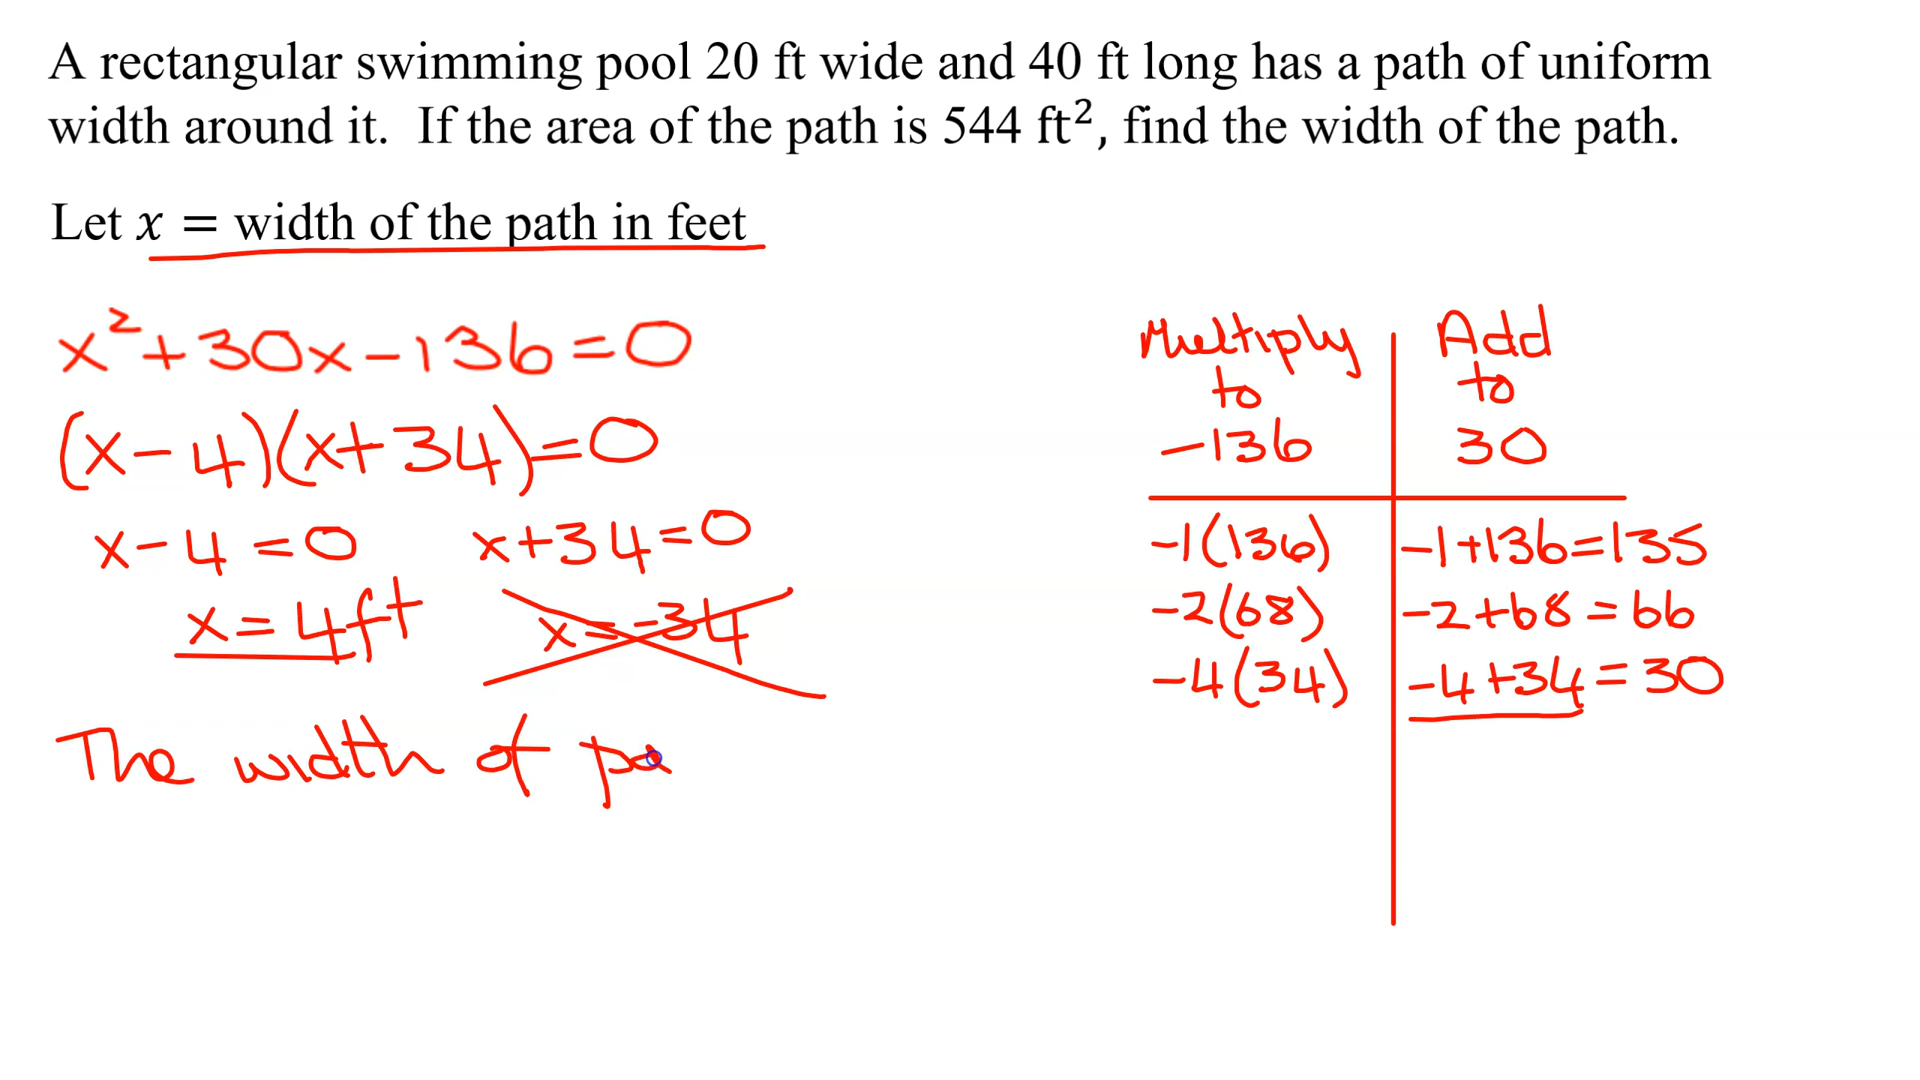 A rectangular swimming pool 20 ft wide and 40 ft long has a path of uniform
width around it. If the area of the path is 544 ft², find the width of the path.
Let x = width of the path in feet
x²+30x-136=0
(x-4)(x+34)=0
x-4=0 x+34=0
x=4ft x=-34
The width of pa
Multiply Add
to to
-136 30
-1(136) -1+136=135
-2(68) -2+68=66
-4(34) -4+34=30